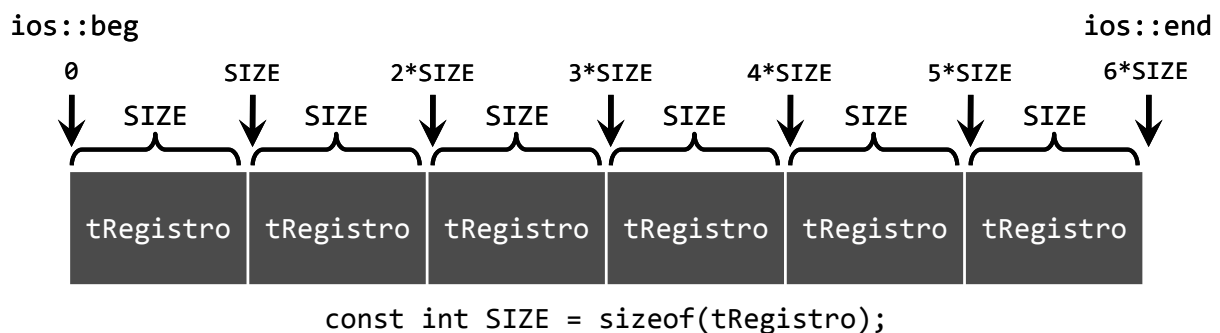 ios::beg ios::end
0 SIZE 2*SIZE 3*SIZE 4*SIZE 5*SIZE 6*SIZE
SIZE SIZE SIZE SIZE SIZE SIZE
tRegistro tRegistro tRegistro tRegistro tRegistro tRegistro
const int SIZE = sizeof(tRegistro);